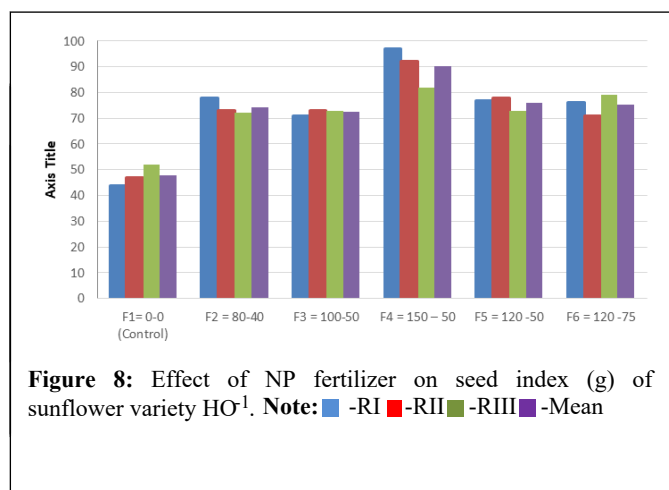 100
90
80
70
60
50
40
30
20
10
0
Axis Title
F1= 0-0
(Control)
F2 = 80-40
F3 = 100-50
F4 = 150 – 50
F5 = 120 -50
F6 = 120 -75
Figure 8: Effect of NP fertilizer on seed index (g) of
sunflower variety HO⁻¹. Note: -RI -RII -RIII -Mean